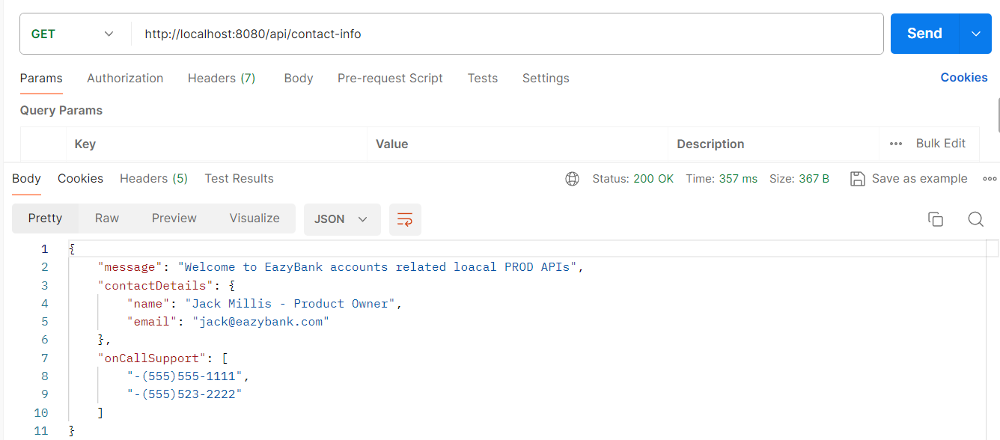 GET http://localhost:8080/api/contact-info Send
Params Authorization Headers (7) Body Pre-request Script Tests Settings Cookies
Query Params
Key Value Description ••• Bulk Edit
Body Cookies Headers (5) Test Results Status: 200 OK Time: 357 ms Size: 367 B Save as example
Pretty Raw Preview Visualize JSON
1 {
2 "message": "Welcome to EazyBank accounts related loacal PROD APIs",
3 "contactDetails": {
4 "name": "Jack Millis - Product Owner",
5 "email": "jack@eazybank.com"
6 },
7 "onCallSupport": [
8 "-(555)555-1111",
9 "-(555)523-2222"
10 ]
11 }